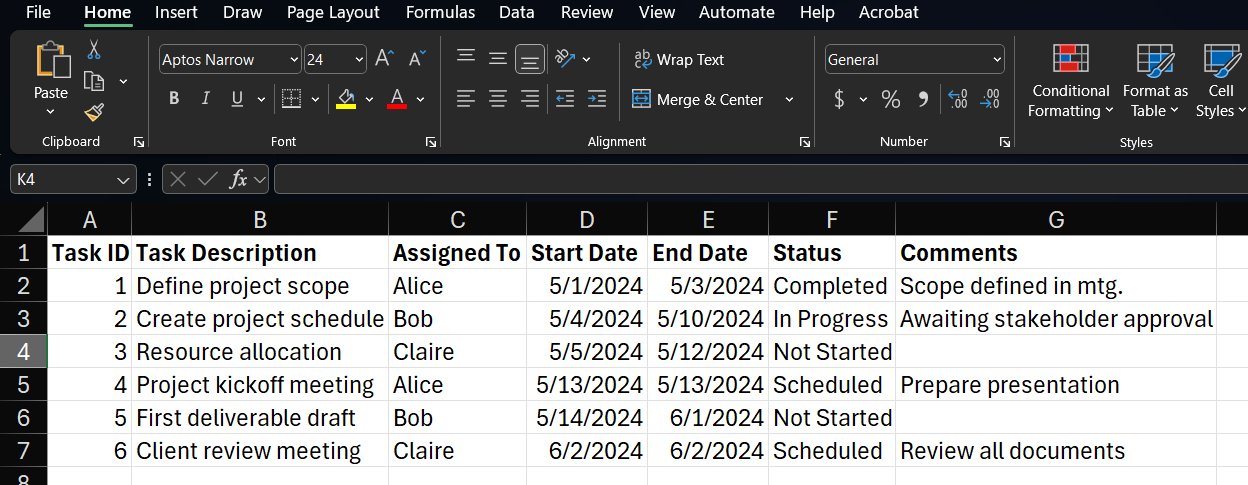 File Home Insert Draw Page Layout Formulas Data Review View Automate Help Acrobat
Aptos Narrow 24 A A ab Wrap Text General
Paste B I U A Merge & Center $ % 9 .00 .00 Conditional Formatting Format as Table Cell Styles
Clipboard Font Alignment Number Styles
K4 fx
A B C D E F G
1 Task ID Task Description Assigned To Start Date End Date Status Comments
2 1 Define project scope Alice 5/1/2024 5/3/2024 Completed Scope defined in mtg.
3 2 Create project schedule Bob 5/4/2024 5/10/2024 In Progress Awaiting stakeholder approval
4 3 Resource allocation Claire 5/5/2024 5/12/2024 Not Started
5 4 Project kickoff meeting Alice 5/13/2024 5/13/2024 Scheduled Prepare presentation
6 5 First deliverable draft Bob 5/14/2024 6/1/2024 Not Started
7 6 Client review meeting Claire 6/2/2024 6/2/2024 Scheduled Review all documents
8